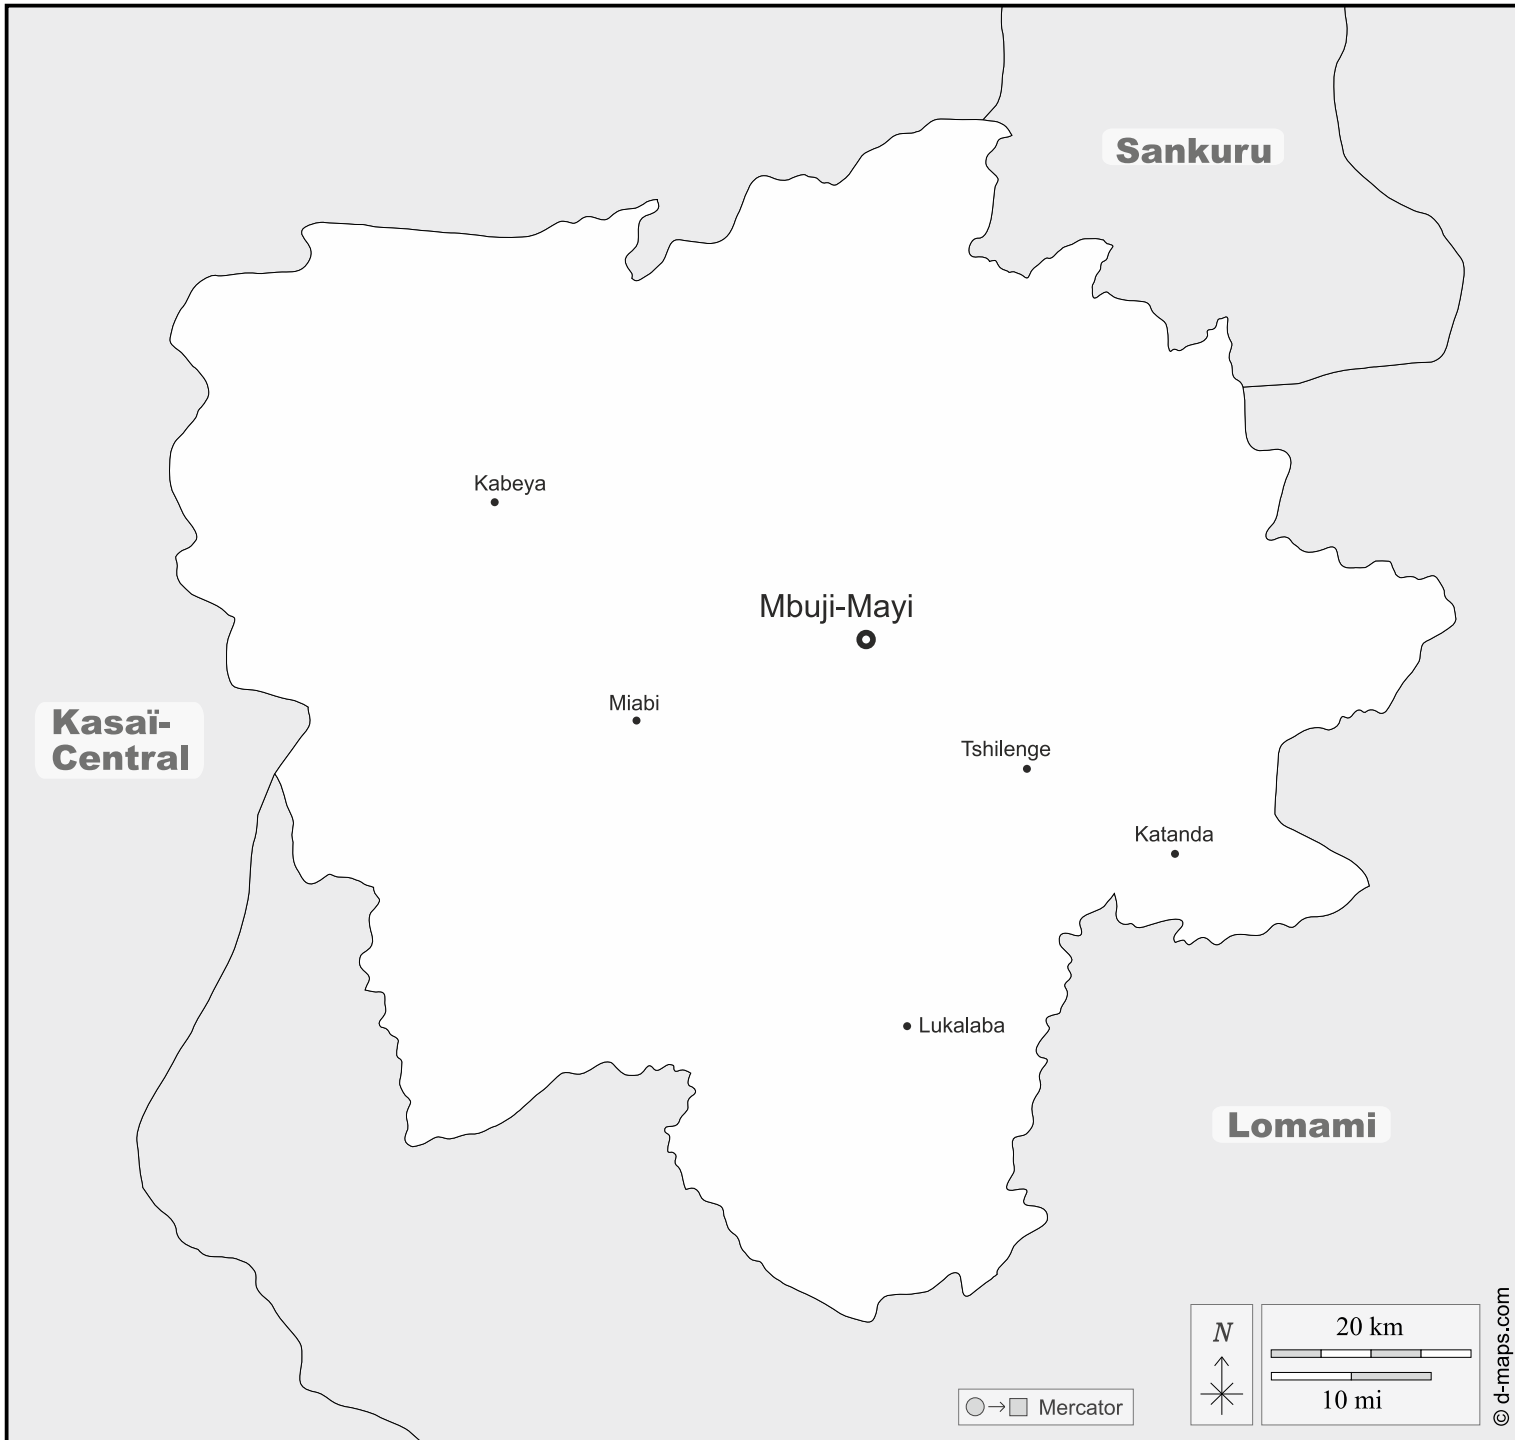 Sankuru
Kabeya
Mbuji-Mayi
Kasaï-
Central
Miabi
Tshilenge
Katanda
Lukalaba
Lomami
N
20 km
10 mi
Mercator
© d-maps.com